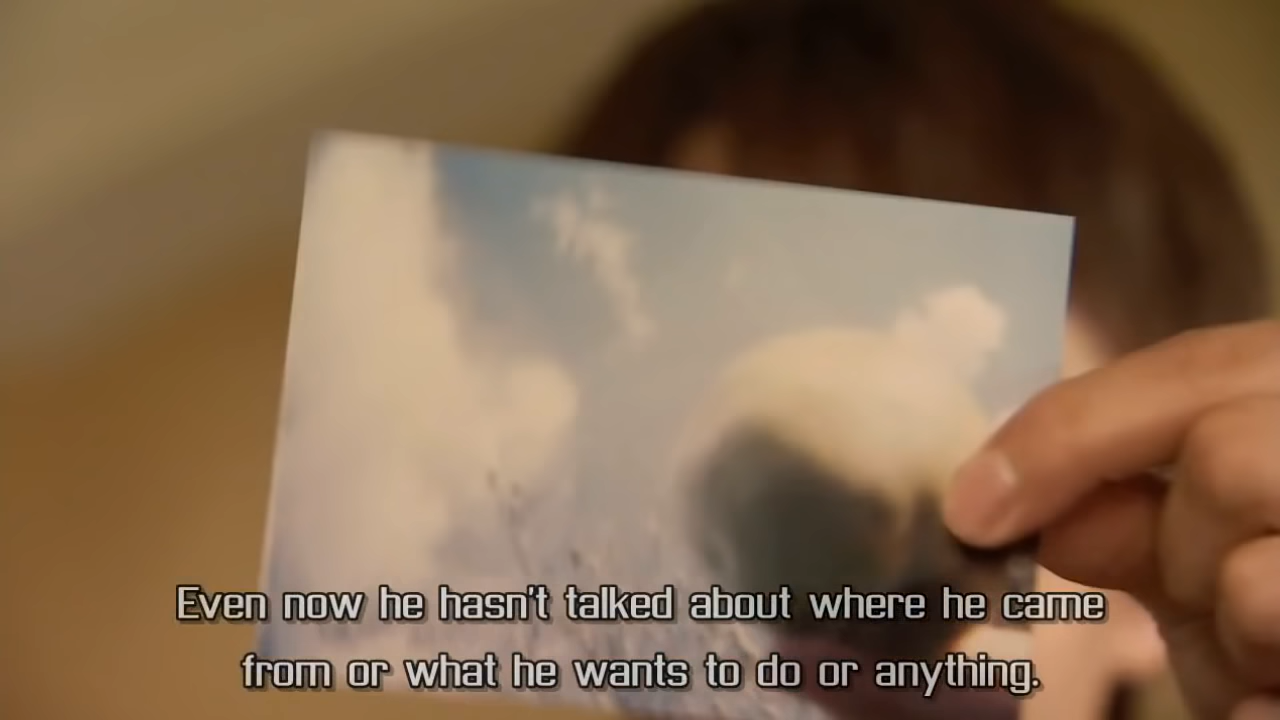 Even now he hasn't talked about where he came
from or what he wants to do or anything.